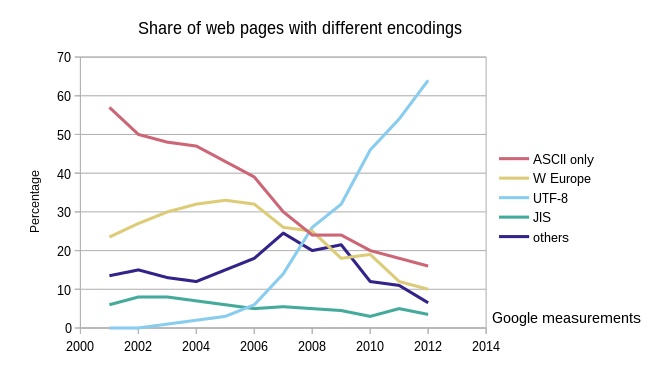 Share of web pages with different encodings
70
60
50
40
30
20
10
0
Percentage
2000 2002 2004 2006 2008 2010 2012 2014
ASCII only
W Europe
UTF-8
JIS
others
Google measurements